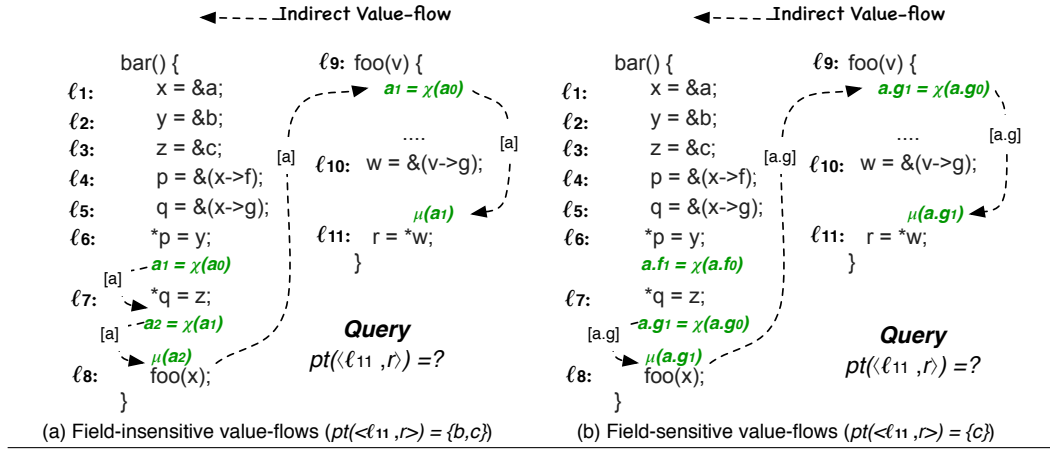 Indirect Value-flow
bar() {
ℓ1: x = &a;
ℓ2: y = &b;
ℓ3: z = &c;
ℓ4: p = &(x->f);
ℓ5: q = &(x->g);
ℓ6: *p = y;
a1 = χ(a0)
[a]
ℓ7: *q = z;
a2 = χ(a1)
[a]
μ(a2)
ℓ8: foo(x);
}
[a]
ℓ9: foo(v) {
a1 = χ(a0)
....
[a]
ℓ10: w = &(v->g);
μ(a1)
ℓ11: r = *w;
}
Query
pt(⟨ℓ11 ,r⟩) =?
(a) Field-insensitive value-flows (pt(<ℓ11 ,r>) = {b,c})
Indirect Value-flow
bar() {
ℓ1: x = &a;
ℓ2: y = &b;
ℓ3: z = &c;
ℓ4: p = &(x->f);
ℓ5: q = &(x->g);
ℓ6: *p = y;
a.f1 = χ(a.f0)
ℓ7: *q = z;
a.g1 = χ(a.g0)
[a.g]
μ(a.g1)
ℓ8: foo(x);
}
[a.g]
ℓ9: foo(v) {
a.g1 = χ(a.g0)
....
[a.g]
ℓ10: w = &(v->g);
μ(a.g1)
ℓ11: r = *w;
}
Query
pt(⟨ℓ11 ,r⟩) =?
(b) Field-sensitive value-flows (pt(<ℓ11 ,r>) = {c})